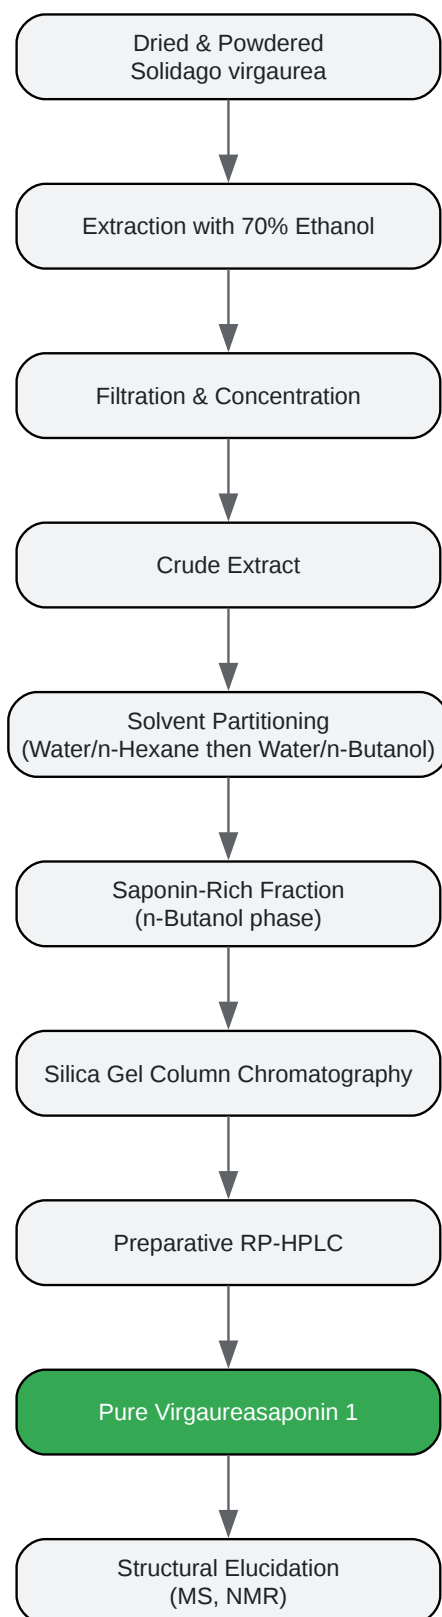 Dried & Powdered
Solidago virgaurea
Extraction with 70% Ethanol
Filtration & Concentration
Crude Extract
Solvent Partitioning
(Water/n-Hexane then Water/n-Butanol)
Saponin-Rich Fraction
(n-Butanol phase)
Silica Gel Column Chromatography
Preparative RP-HPLC
Pure Virgaureasaponin 1
Structural Elucidation
(MS, NMR)